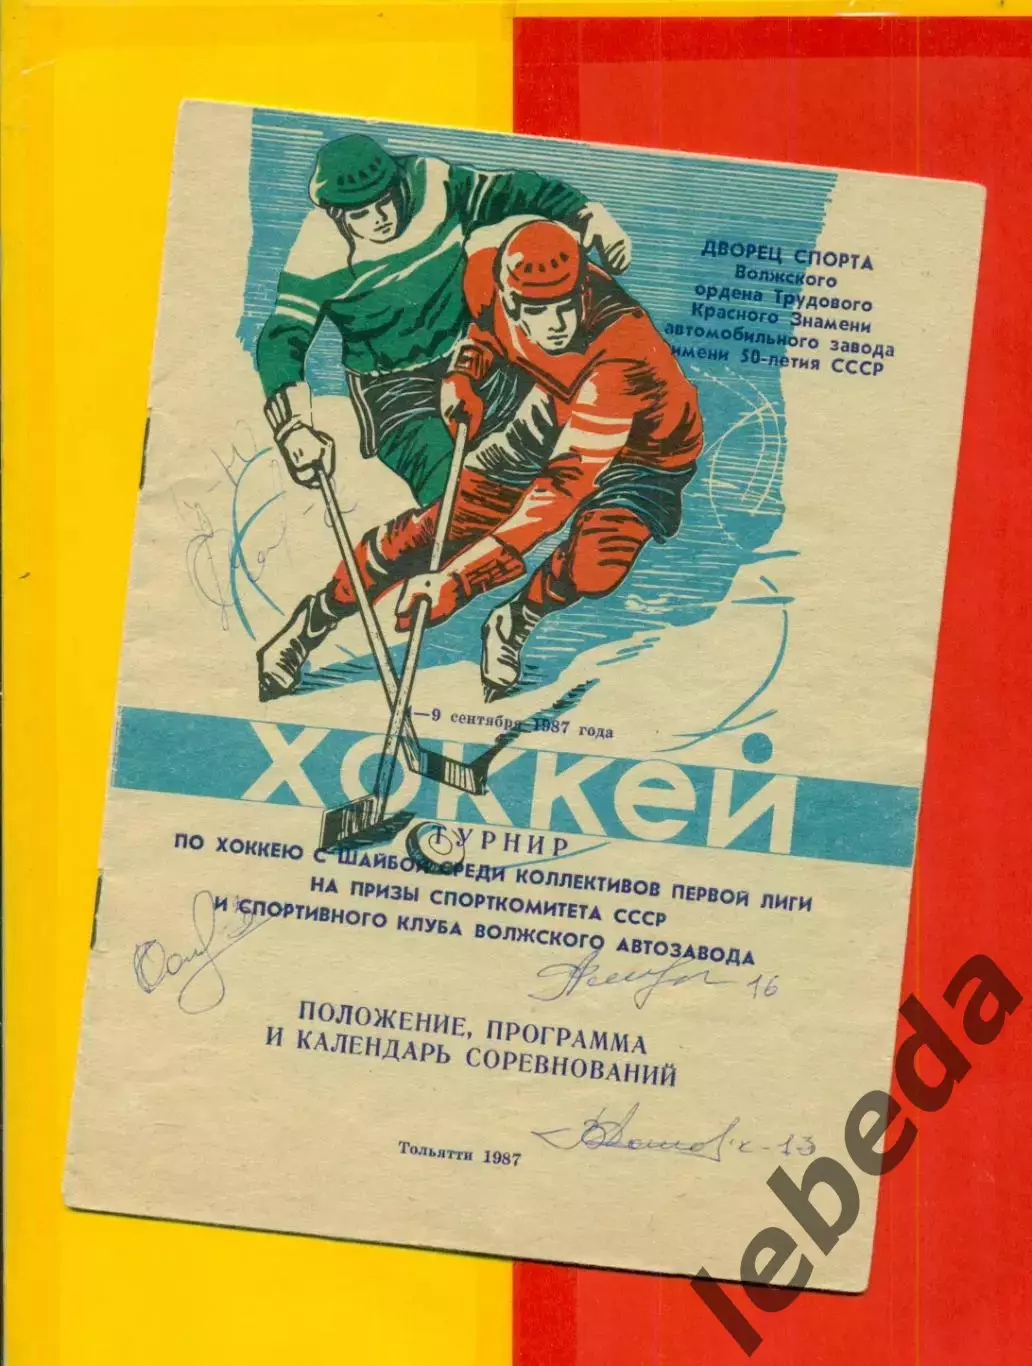 ДВОРЕЦ СПОРТА
Волжского
ордена Трудового
Красного Знамени
автомобильного завода
имени 50-летия СССР
—9 сентября 1987 года
ХОККЕЙ
ТУРНИР
ПО ХОККЕЮ С ШАЙБОЙ СРЕДИ КОЛЛЕКТИВОВ ПЕРВОЙ ЛИГИ
НА ПРИЗЫ СПОРТКОМИТЕТА СССР
И СПОРТИВНОГО КЛУБА ВОЛЖСКОГО АВТОЗАВОДА
16
ПОЛОЖЕНИЕ, ПРОГРАММА
И КАЛЕНДАРЬ СОРЕВНОВАНИЙ
13
Тольятти 1987
lebeda